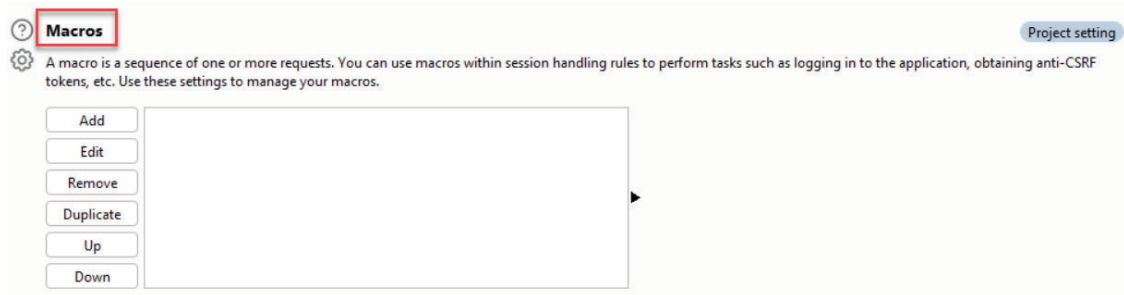 ? Macros Project setting
A macro is a sequence of one or more requests. You can use macros within session handling rules to perform tasks such as logging in to the application, obtaining anti-CSRF
tokens, etc. Use these settings to manage your macros.
Add
Edit
Remove
Duplicate
Up
Down